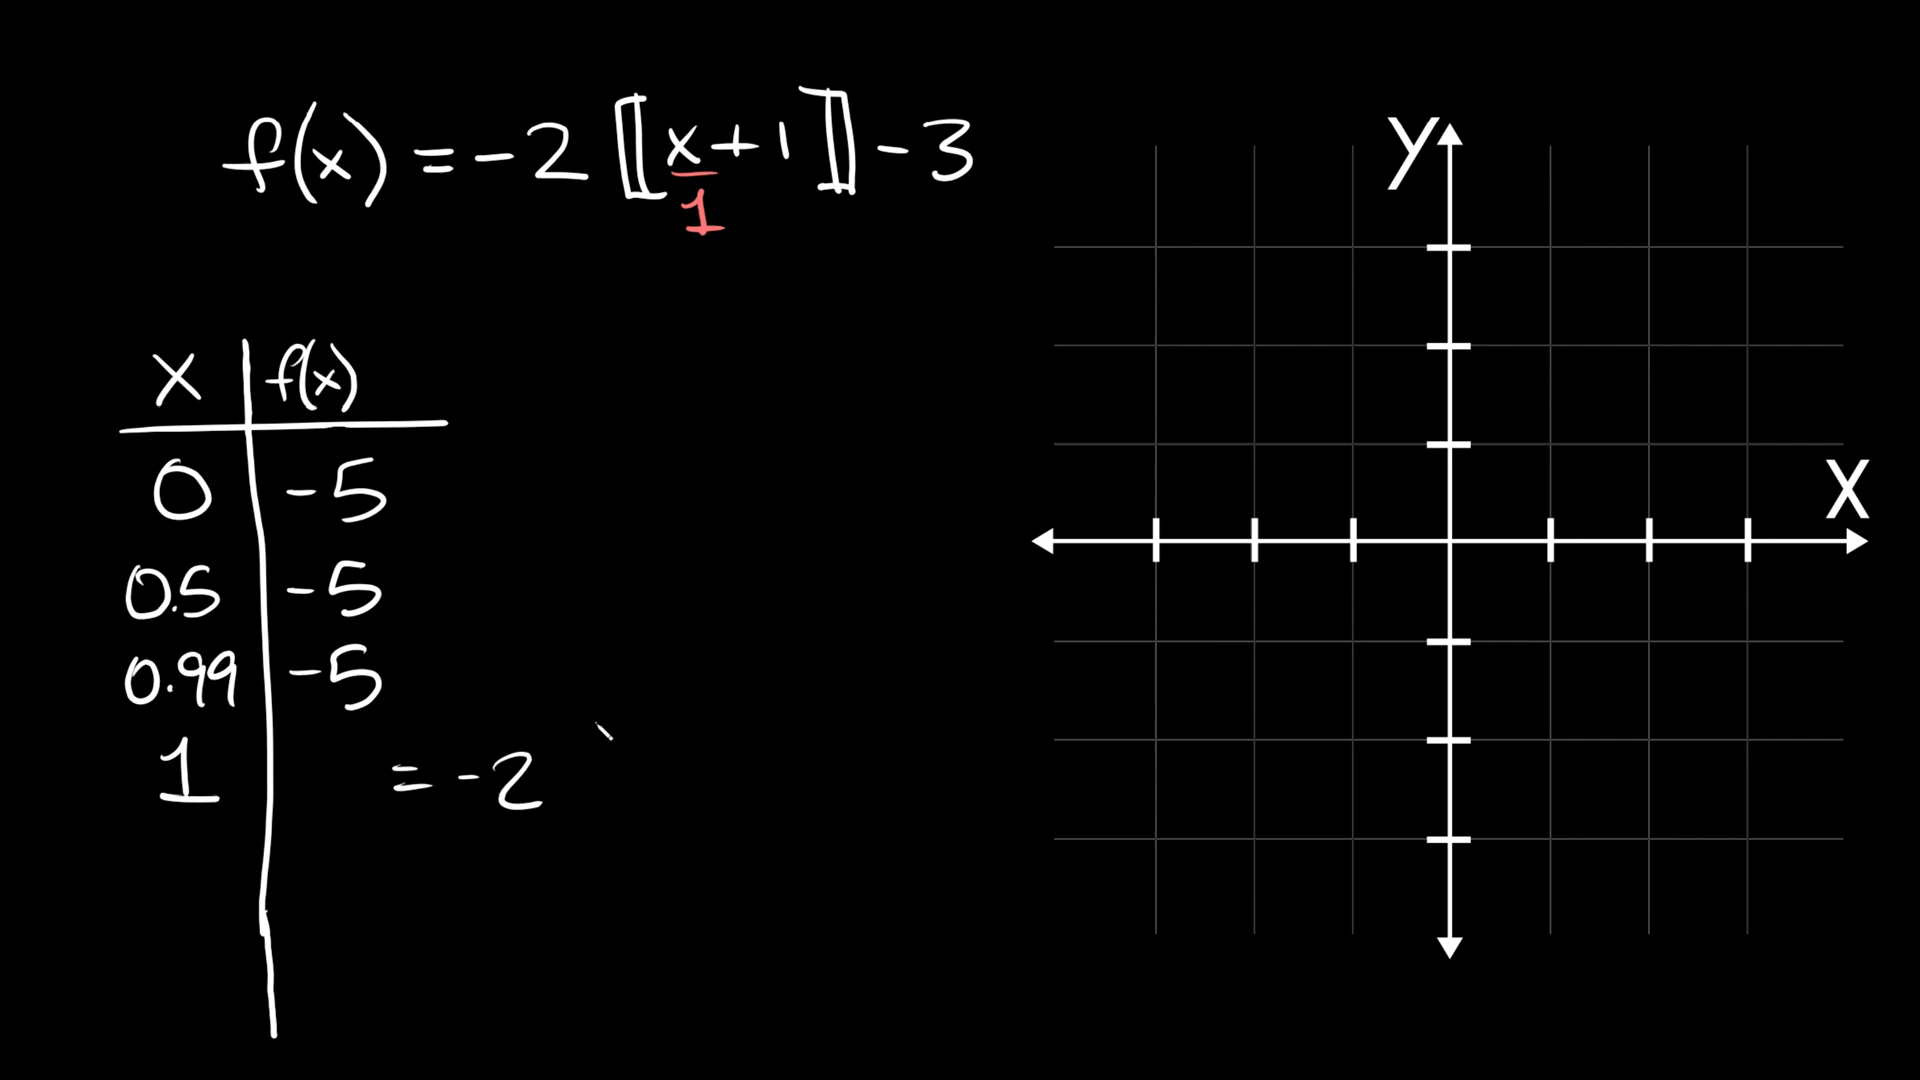 f(x) = -2 ⟦x + 1⟧ - 3
1
y
x
x f(x)
0 -5
0.5 -5
0.99 -5
1 = -2